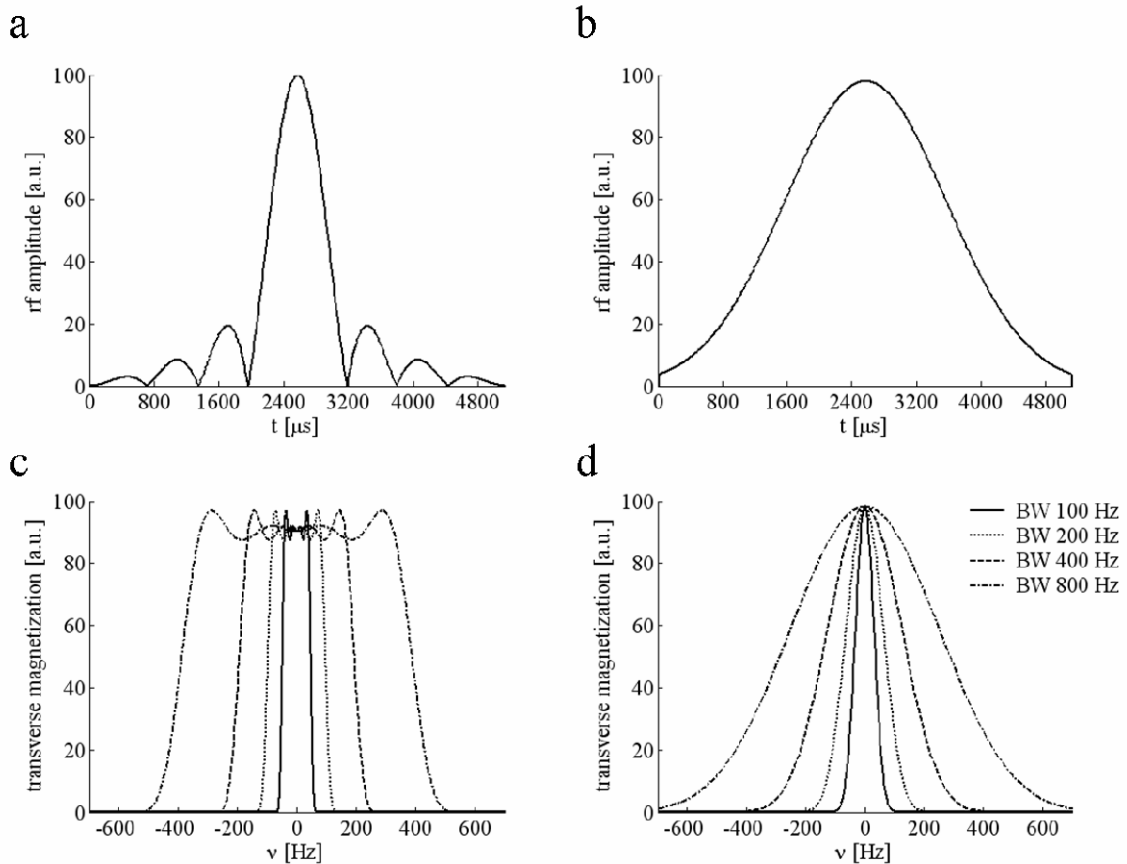 a
100
80
60
40
20
0
rf amplitude [a.u.]
0 800 1600 2400 3200 4000 4800
t [μs]
b
100
80
60
40
20
0
rf amplitude [a.u.]
0 800 1600 2400 3200 4000 4800
t [μs]
c
100
80
60
40
20
0
transverse magnetization [a.u.]
-600 -400 -200 0 200 400 600
ν [Hz]
d
100
80
60
40
20
0
transverse magnetization [a.u.]
-600 -400 -200 0 200 400 600
ν [Hz]
BW 100 Hz
BW 200 Hz
BW 400 Hz
BW 800 Hz